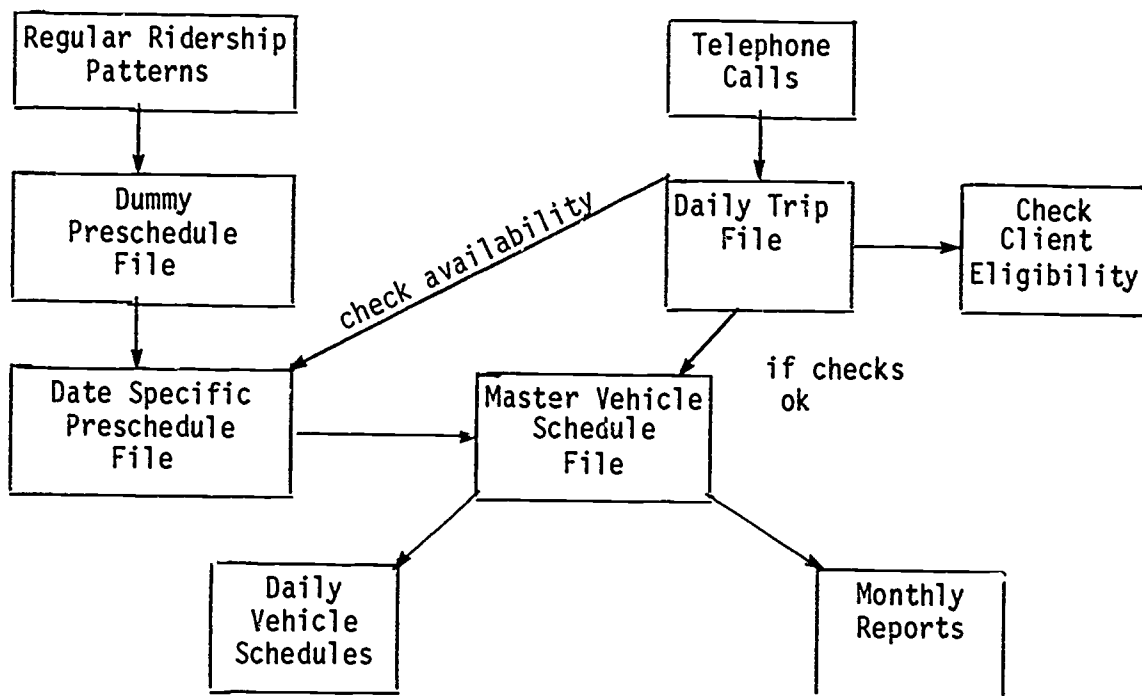 Regular Ridership
Patterns
Telephone
Calls
Dummy
Preschedule
File
Daily Trip
File
Check
Client
Eligibility
check availability
Date Specific
Preschedule
File
Master Vehicle
Schedule
File
if checks
ok
Daily
Vehicle
Schedules
Monthly
Reports